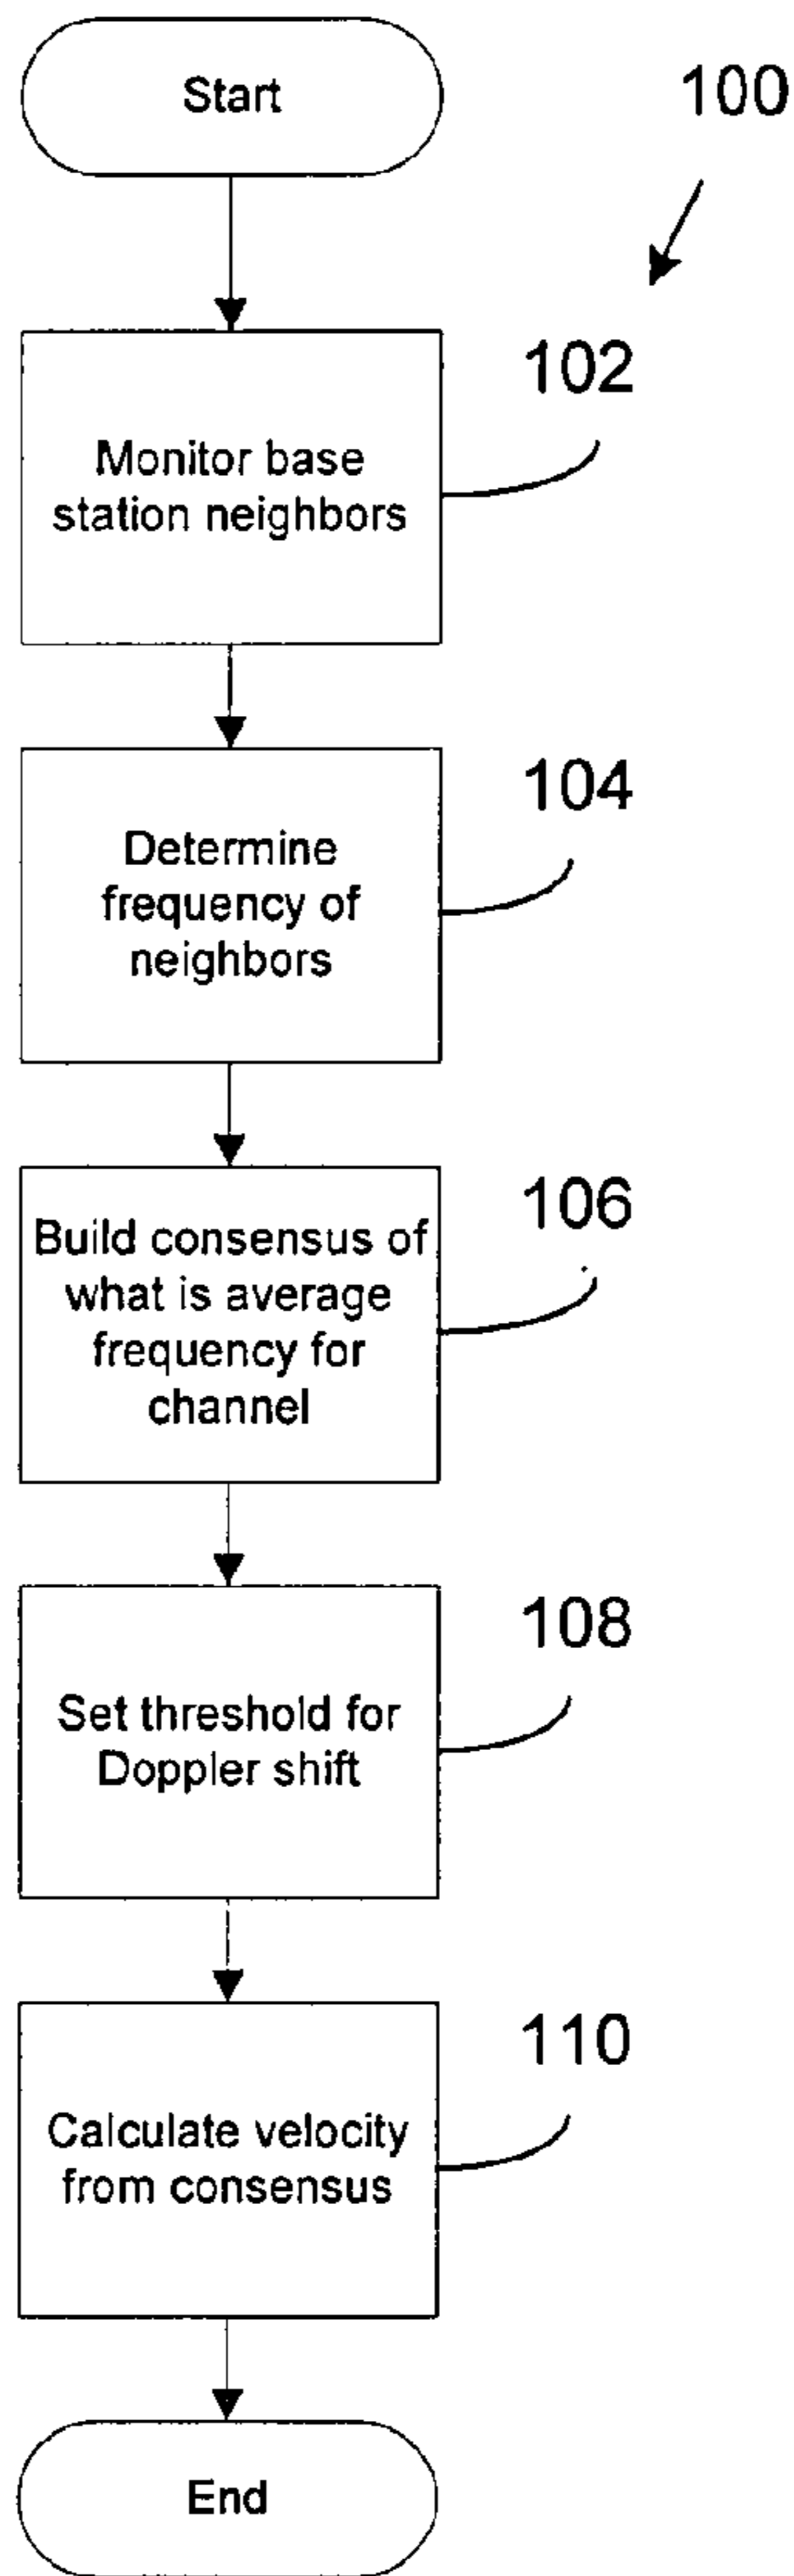 Start
100
102
Monitor base
station neighbors
104
Determine
frequency of
neighbors
106
Build consensus of
what is average
frequency for
channel
108
Set threshold for
Doppler shift
110
Calculate velocity
from consensus
End